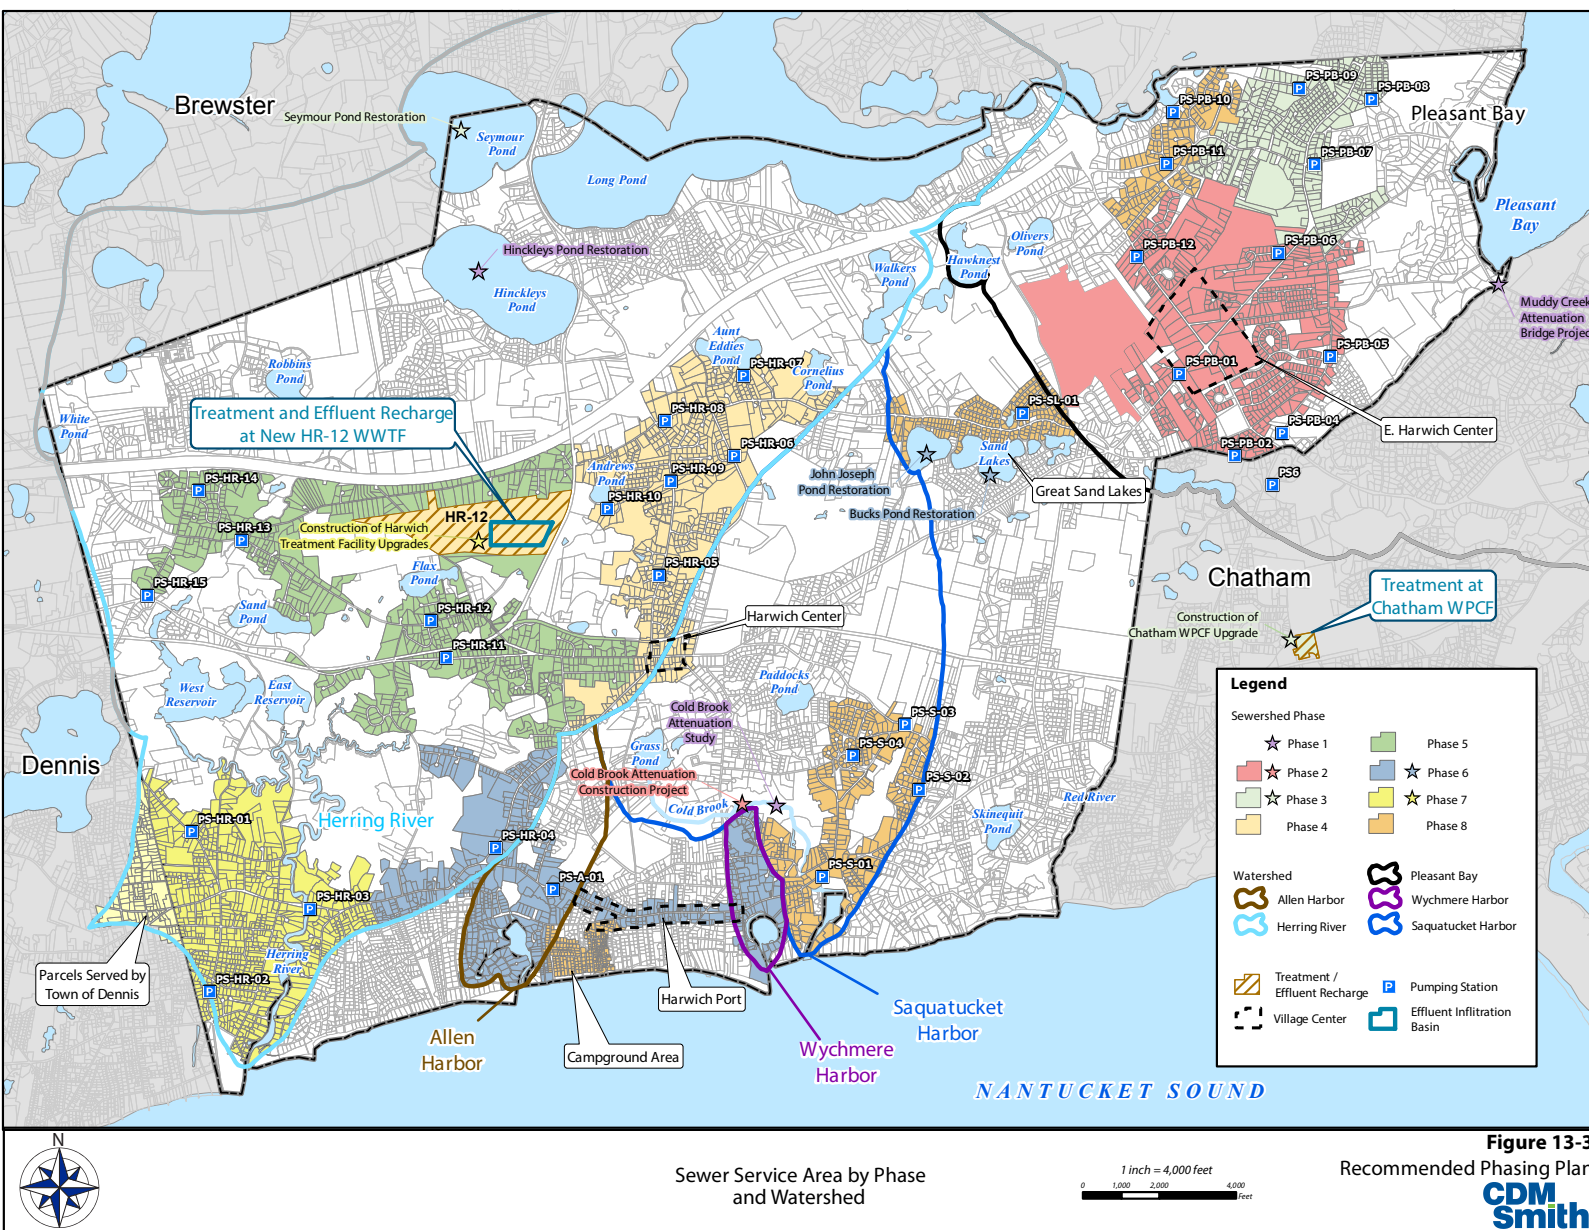 Brewster
Seymour Pond Restoration
Seymour
Pond
Long Pond
Hinckleys Pond Restoration
Hinckleys
Pond
PS-PB-09
PS-PB-08
PS-PB-10
Pleasant Bay
PS-PB-11
PS-PB-07
Pleasant
Bay
Olivers
Pond
Hawknest
Pond
Walkers
Pond
PS-PB-12
PS-PB-06
Muddy Creek
Attenuation
Bridge Projec
PS-PB-05
PS-PB-01
Aunt
Eddies
Pond
PS-HR-07
Cornelius
Pond
Robbins
Pond
White
Pond
Treatment and Effluent Recharge
at New HR-12 WWTF
PS-HR-08
PS-SL-01
PS-PB-04
PS-PB-02
E. Harwich Center
PS-HR-06
Sand
Lakes
Andrews
Pond
PS-HR-09
John Joseph
Pond Restoration
PS6
Great Sand Lakes
PS-HR-14
PS-HR-10
HR-12
Bucks Pond Restoration
PS-HR-13
Construction of Harwich
Treatment Facility Upgrades
PS-HR-15
Flax
Pond
PS-HR-05
Chatham
Treatment at
Chatham WPCF
Sand
Pond
PS-HR-12
Harwich Center
Construction of
Chatham WPCF Upgrade
PS-HR-11
West
Reservoir
East
Reservoir
Paddocks
Pond
Cold Brook
Attenuation
Study
PS-S-03
PS-S-04
Grass
Pond
Dennis
Cold Brook Attenuation
Construction Project
PS-S-02
Cold Brook
Red River
Skinequit
Pond
PS-HR-01
Herring River
PS-HR-04
PS-S-01
PS-A-01
PS-HR-03
Herring
River
PS-HR-02
Parcels Served by
Town of Dennis
Harwich Port
Campground Area
Allen
Harbor
Wychmere
Harbor
Saquatucket
Harbor
NANTUCKET SOUND
Legend
Sewershed Phase
Phase 1
Phase 5
Phase 2
Phase 6
Phase 3
Phase 7
Phase 4
Phase 8
Watershed
Pleasant Bay
Allen Harbor
Wychmere Harbor
Herring River
Saquatucket Harbor
Treatment /
Effluent Recharge
P Pumping Station
Village Center
Effluent Inflitration
Basin
N
Sewer Service Area by Phase
and Watershed
1 inch = 4,000 feet
0 1,000 2,000 4,000
Feet
Figure 13-3
Recommended Phasing Plan
CDM
Smith